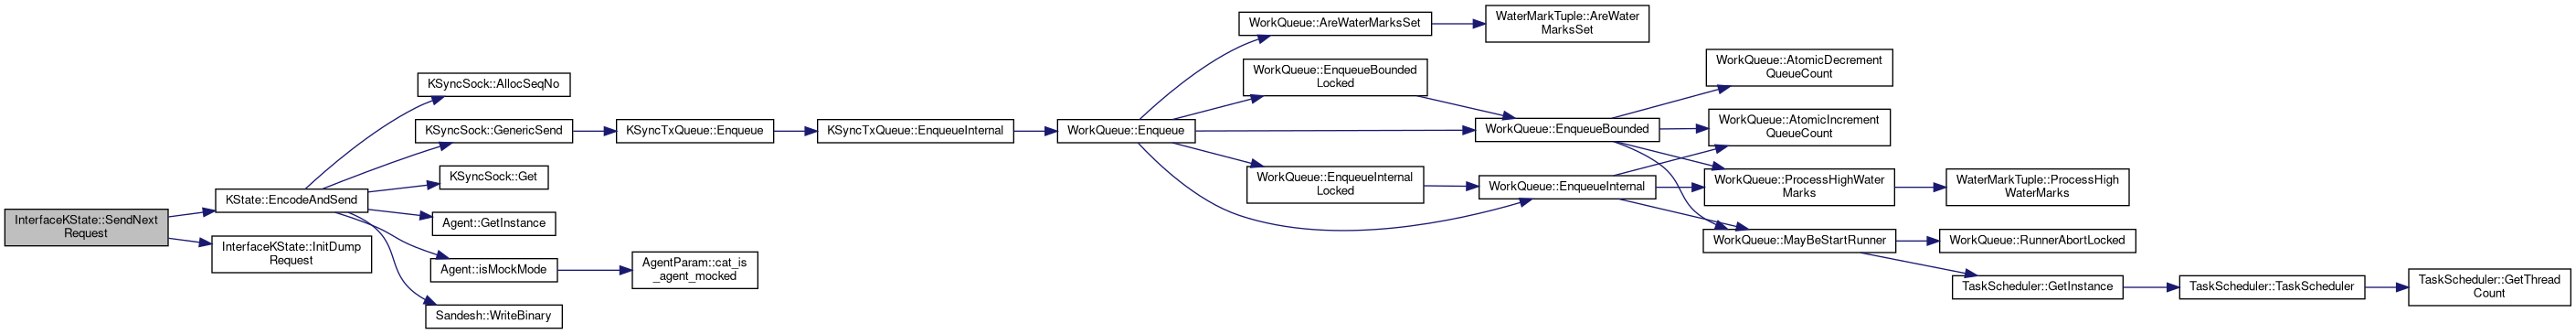 InterfaceKState::SendNext
Request
KState::EncodeAndSend
InterfaceKState::InitDump
Request
KSyncSock::AllocSeqNo
KSyncSock::GenericSend
KSyncSock::Get
Agent::GetInstance
Agent::isMockMode
Sandesh::WriteBinary
KSyncTxQueue::Enqueue
AgentParam::cat_is
_agent_mocked
KSyncTxQueue::EnqueueInternal
WorkQueue::Enqueue
WorkQueue::AreWaterMarksSet
WorkQueue::EnqueueBounded
Locked
WorkQueue::EnqueueInternal
Locked
WaterMarkTuple::AreWater
MarksSet
WorkQueue::EnqueueBounded
WorkQueue::EnqueueInternal
WorkQueue::AtomicDecrement
QueueCount
WorkQueue::AtomicIncrement
QueueCount
WorkQueue::ProcessHighWater
Marks
WorkQueue::MayBeStartRunner
WaterMarkTuple::ProcessHigh
WaterMarks
WorkQueue::RunnerAbortLocked
TaskScheduler::GetInstance
TaskScheduler::TaskScheduler
TaskScheduler::GetThread
Count